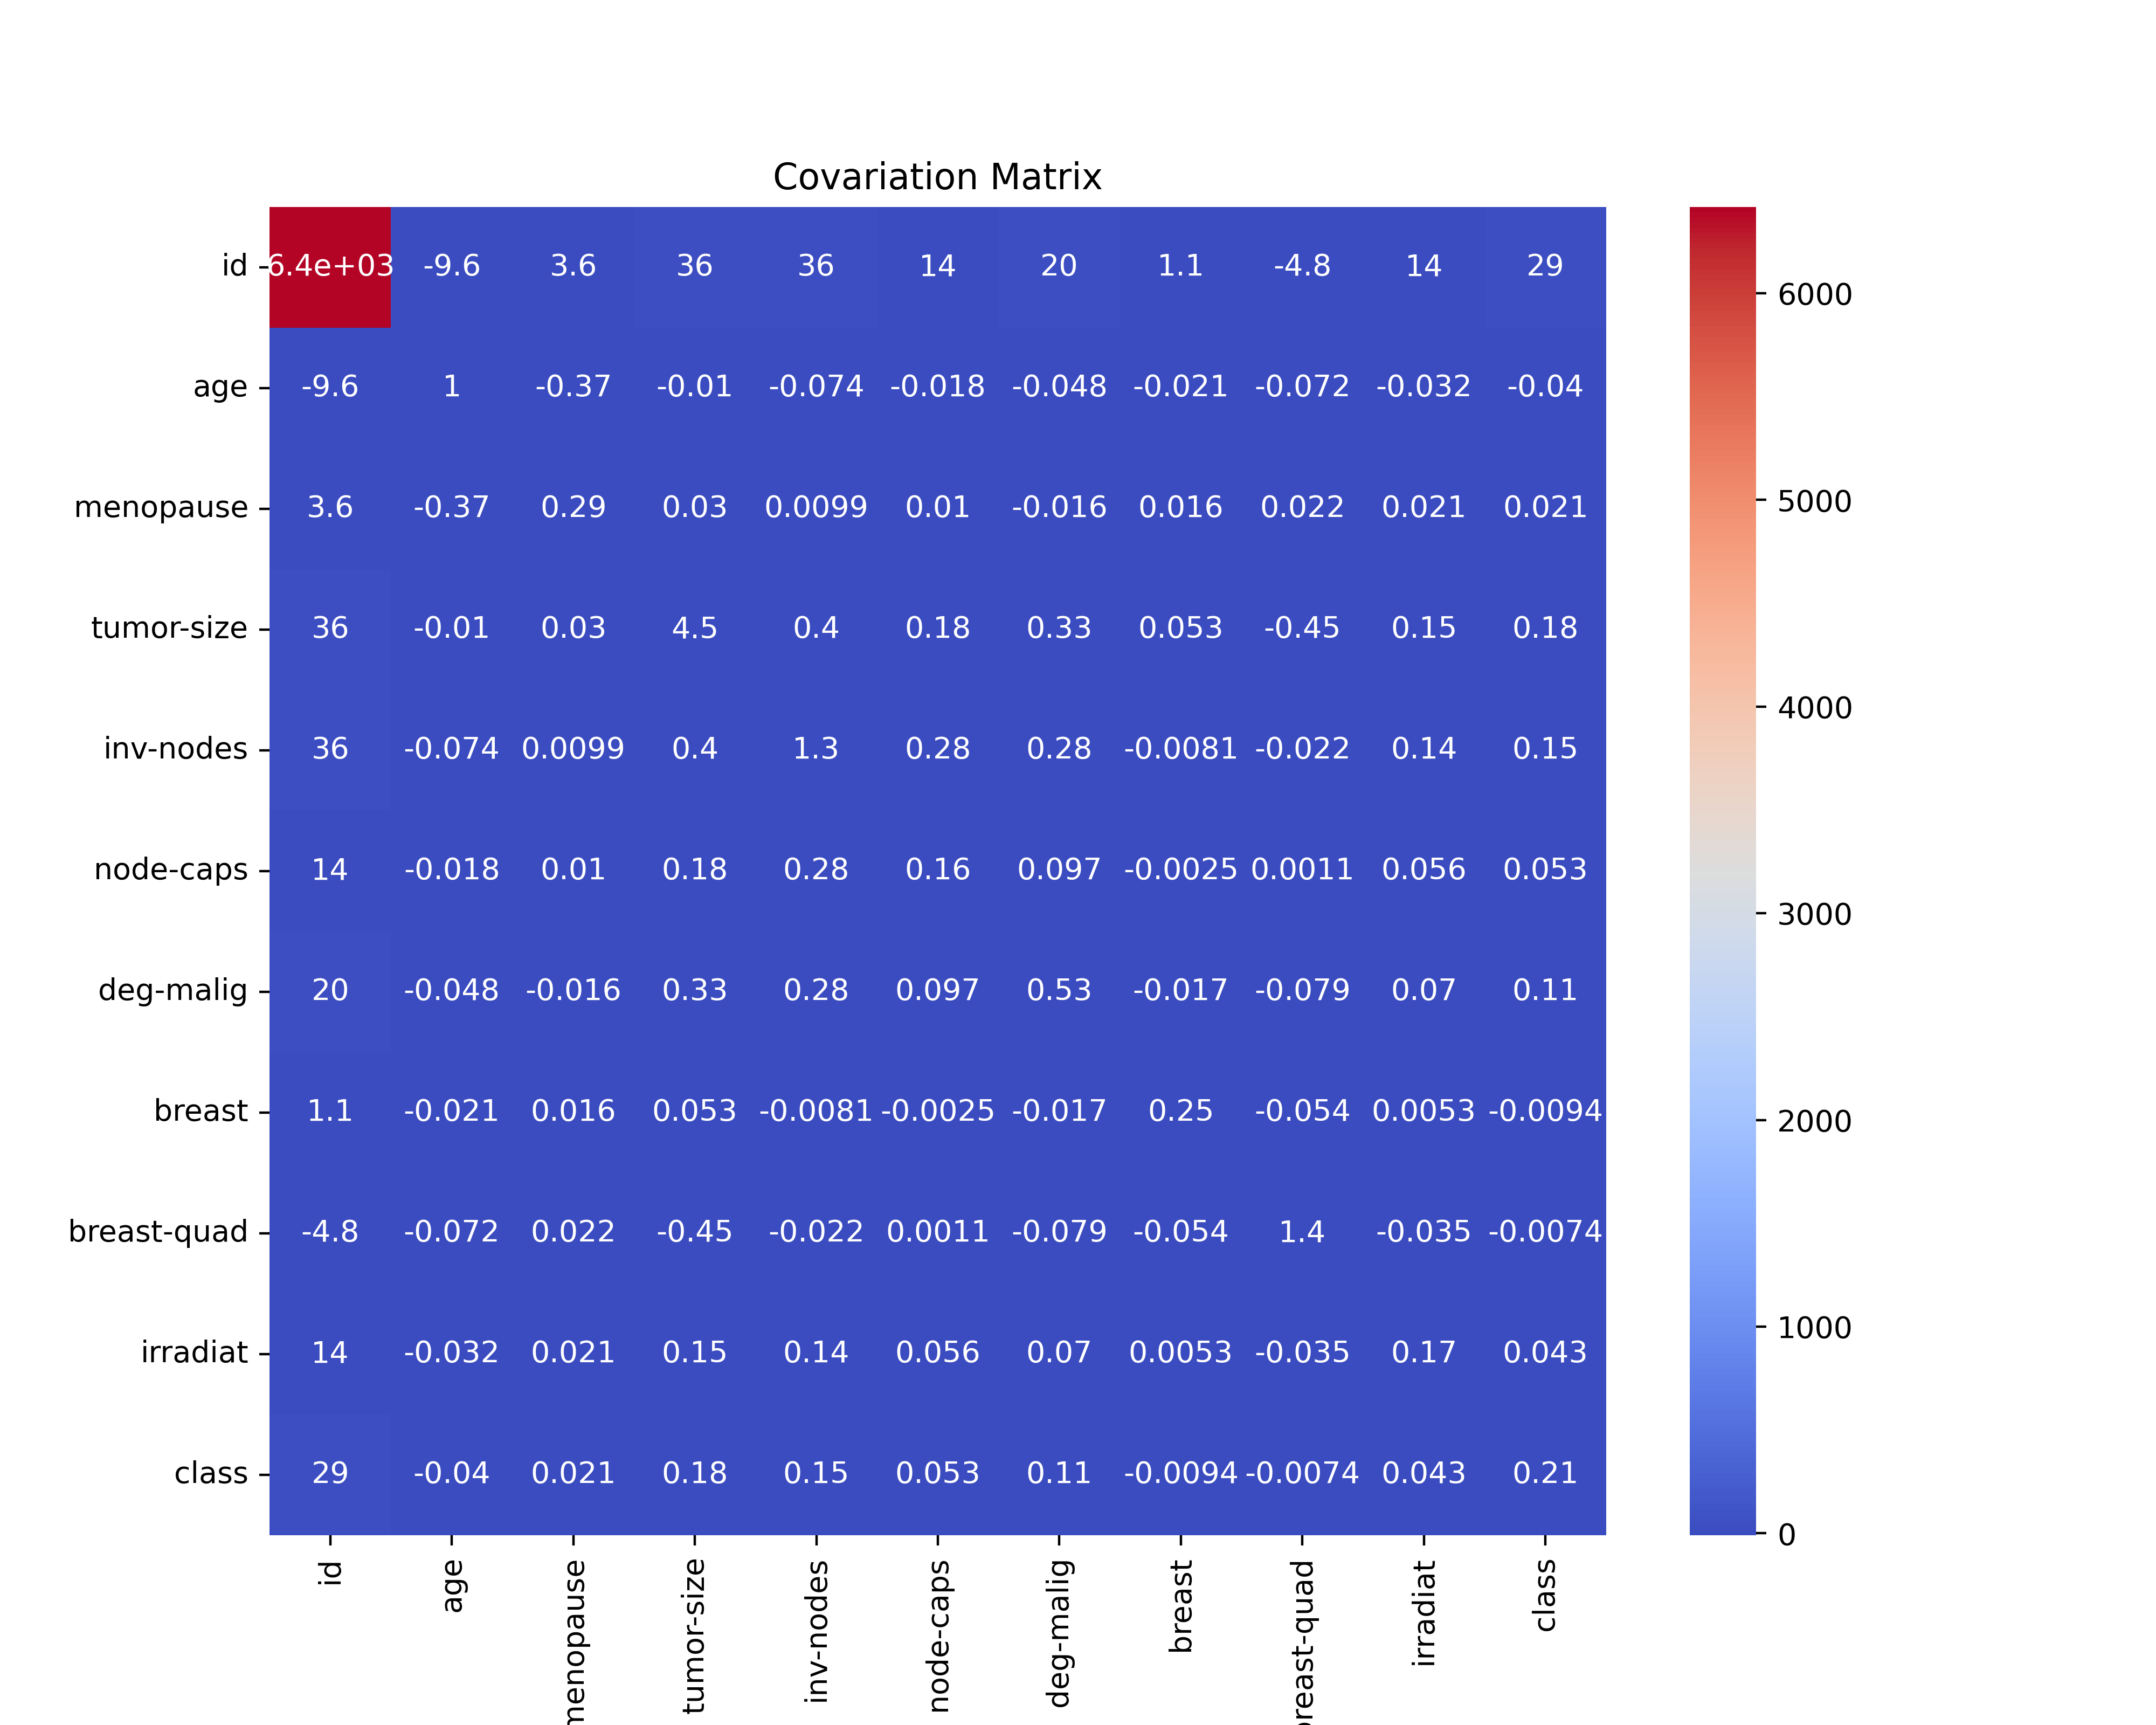 Covariation Matrix
id 6.4e+03 -9.6 3.6 36 36 14 20 1.1 -4.8 14 29
age -9.6 1 -0.37 -0.01 -0.074 -0.018 -0.048 -0.021 -0.072 -0.032 -0.04
menopause 3.6 -0.37 0.29 0.03 0.0099 0.01 -0.016 0.016 0.022 0.021 0.021
tumor-size 36 -0.01 0.03 4.5 0.4 0.18 0.33 0.053 -0.45 0.15 0.18
inv-nodes 36 -0.074 0.0099 0.4 1.3 0.28 0.28 -0.0081 -0.022 0.14 0.15
node-caps 14 -0.018 0.01 0.18 0.28 0.16 0.097 -0.0025 0.0011 0.056 0.053
deg-malig 20 -0.048 -0.016 0.33 0.28 0.097 0.53 -0.017 -0.079 0.07 0.11
breast 1.1 -0.021 0.016 0.053 -0.0081 -0.0025 -0.017 0.25 -0.054 0.0053 -0.0094
breast-quad -4.8 -0.072 0.022 -0.45 -0.022 0.0011 -0.079 -0.054 1.4 -0.035 -0.0074
irradiat 14 -0.032 0.021 0.15 0.14 0.056 0.07 0.0053 -0.035 0.17 0.043
class 29 -0.04 0.021 0.18 0.15 0.053 0.11 -0.0094 -0.0074 0.043 0.21
id age menopause tumor-size inv-nodes node-caps deg-malig breast breast-quad irradiat class
6000
5000
4000
3000
2000
1000
0